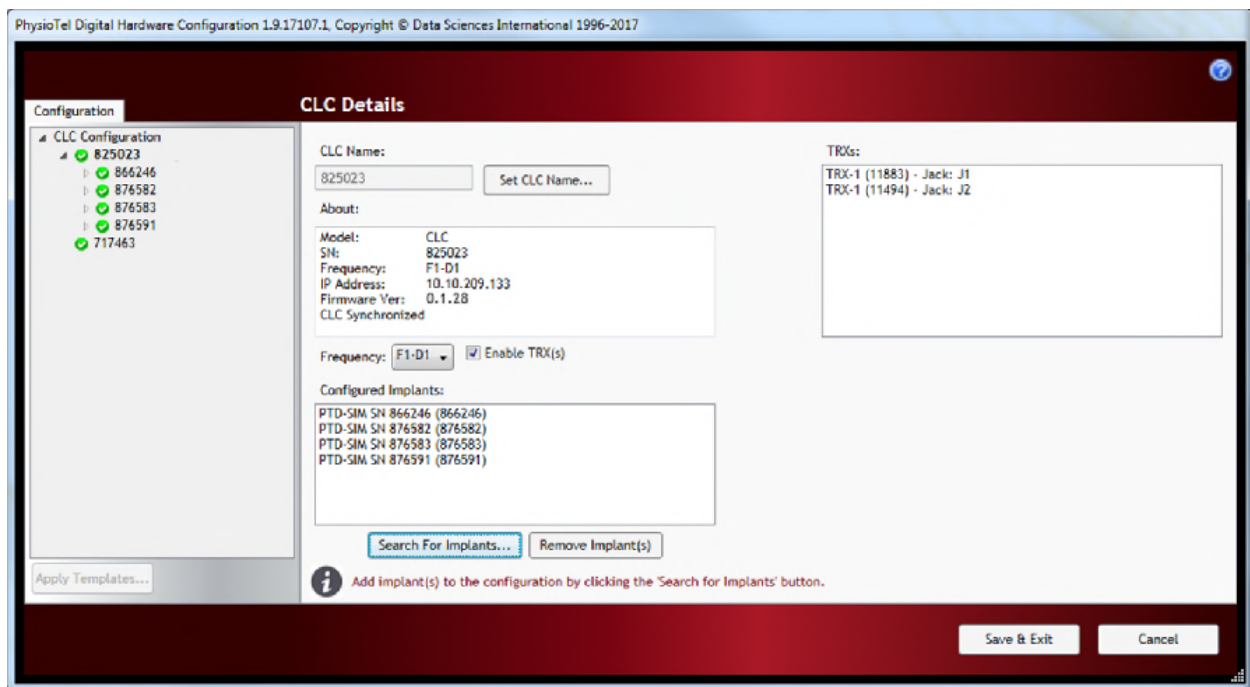 PhysioTel Digital Hardware Configuration 1.9.17107.1, Copyright © Data Sciences International 1996-2017
Configuration
CLC Configuration
825023
866246
876582
876583
876591
717463
Apply Templates...
CLC Details
CLC Name:
825023
Set CLC Name...
About:
Model: CLC
SN: 825023
Frequency: F1-D1
IP Address: 10.10.209.133
Firmware Ver: 0.1.28
CLC Synchronized
Frequency: F1-D1 Enable TRX(s)
Configured Implants:
PTD-SIM SN 866246 (866246)
PTD-SIM SN 876582 (876582)
PTD-SIM SN 876583 (876583)
PTD-SIM SN 876591 (876591)
Search For Implants... Remove Implant(s)
Add implant(s) to the configuration by clicking the 'Search for Implants' button.
TRXs:
TRX-1 (11883) - Jack: J1
TRX-1 (11494) - Jack: J2
Save & Exit Cancel